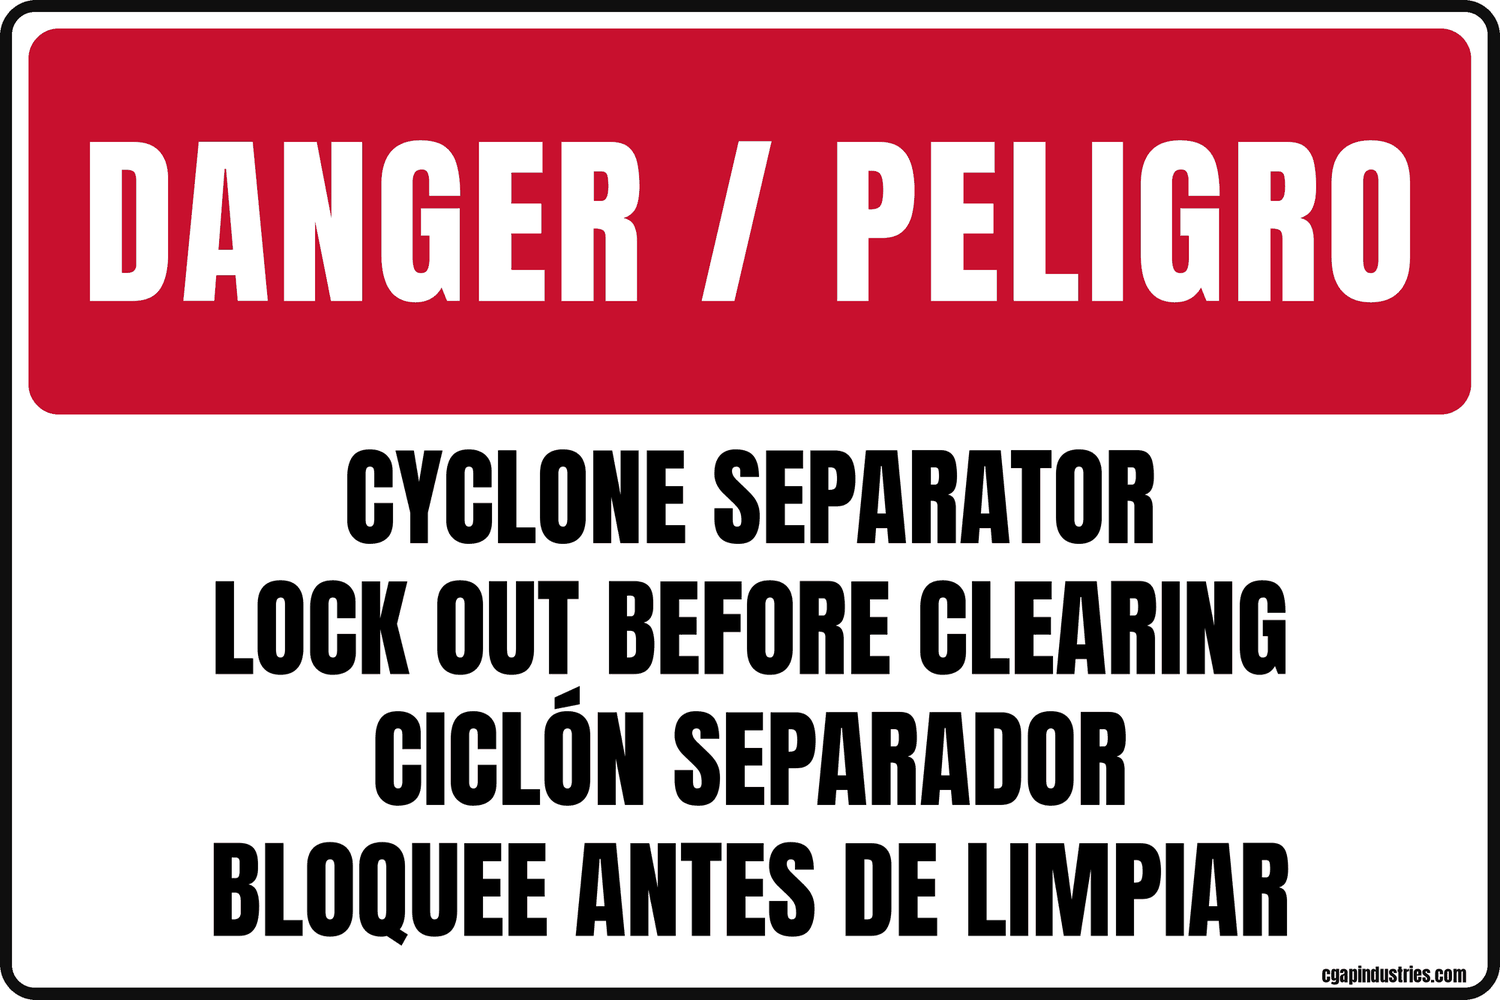 DANGER / PELIGRO
CYCLONE SEPARATOR
LOCK OUT BEFORE CLEARING
CICLÓN SEPARADOR
BLOQUEE ANTES DE LIMPIAR
cgapindustries.com